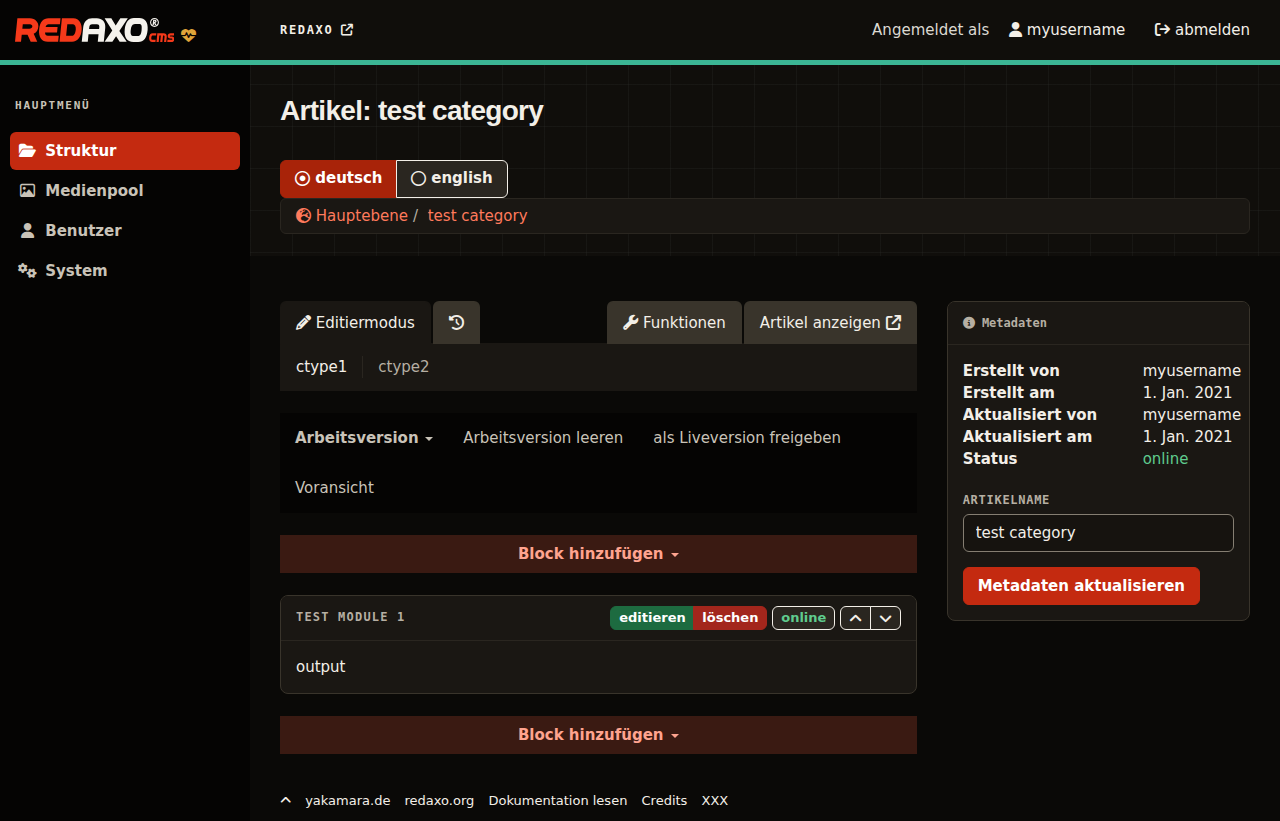 REDAXO® cms
REDAXO
Angemeldet als myusername abmelden
HAUPTMENÜ
Struktur
Medienpool
Benutzer
System
Artikel: test category
deutsch english
Hauptebene / test category
Editiermodus
Funktionen Artikel anzeigen
ctype1 ctype2
Arbeitsversion Arbeitsversion leeren als Liveversion freigeben
Voransicht
Block hinzufügen
TEST MODULE 1 editieren löschen online
output
Block hinzufügen
Metadaten
Erstellt von myusername
Erstellt am 1. Jan. 2021
Aktualisiert von myusername
Aktualisiert am 1. Jan. 2021
Status online
ARTIKELNAME
test category
Metadaten aktualisieren
yakamara.de redaxo.org Dokumentation lesen Credits XXX